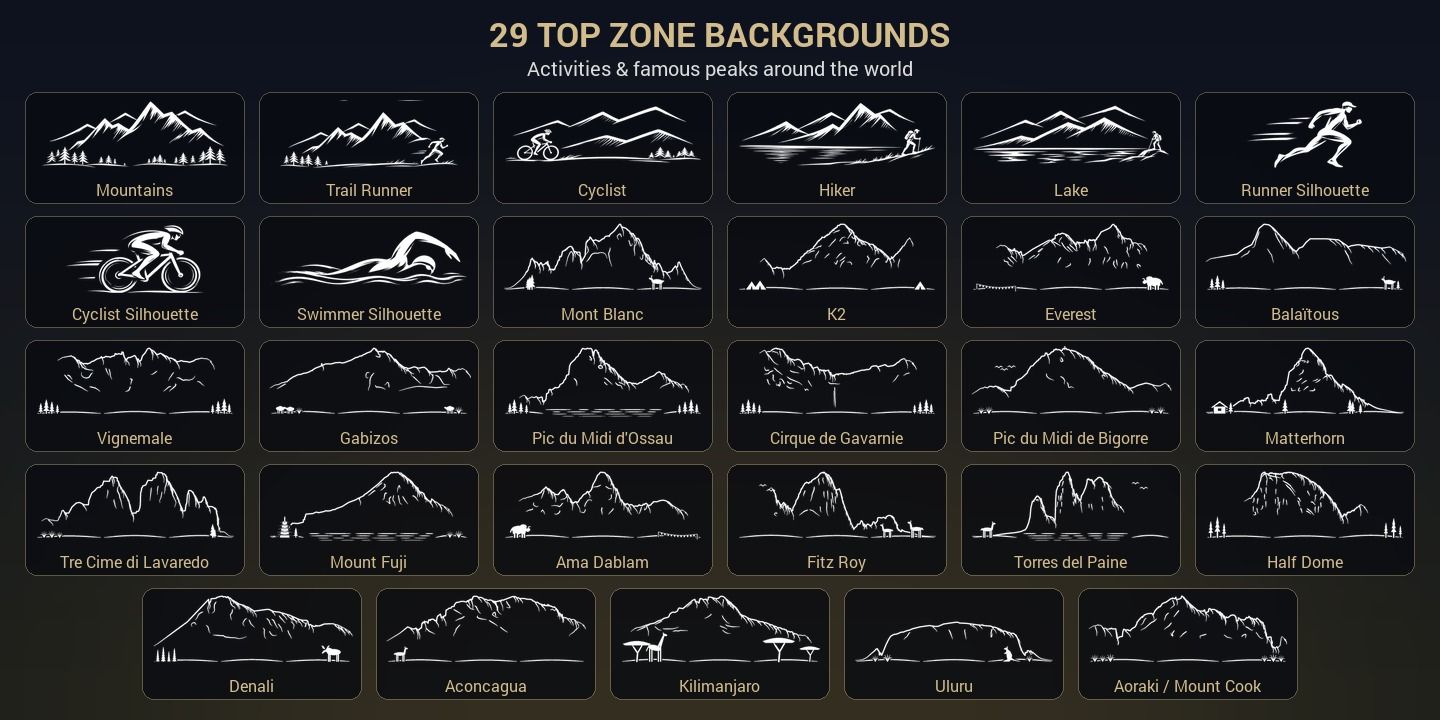 29 TOP ZONE BACKGROUNDS
Activities & famous peaks around the world
Mountains
Trail Runner
Cyclist
Hiker
Lake
Runner Silhouette
Cyclist Silhouette
Swimmer Silhouette
Mont Blanc
K2
Everest
Balaïtous
Vignemale
Gabizos
Pic du Midi d'Ossau
Cirque de Gavarnie
Pic du Midi de Bigorre
Matterhorn
Tre Cime di Lavaredo
Mount Fuji
Ama Dablam
Fitz Roy
Torres del Paine
Half Dome
Denali
Aconcagua
Kilimanjaro
Uluru
Aoraki / Mount Cook